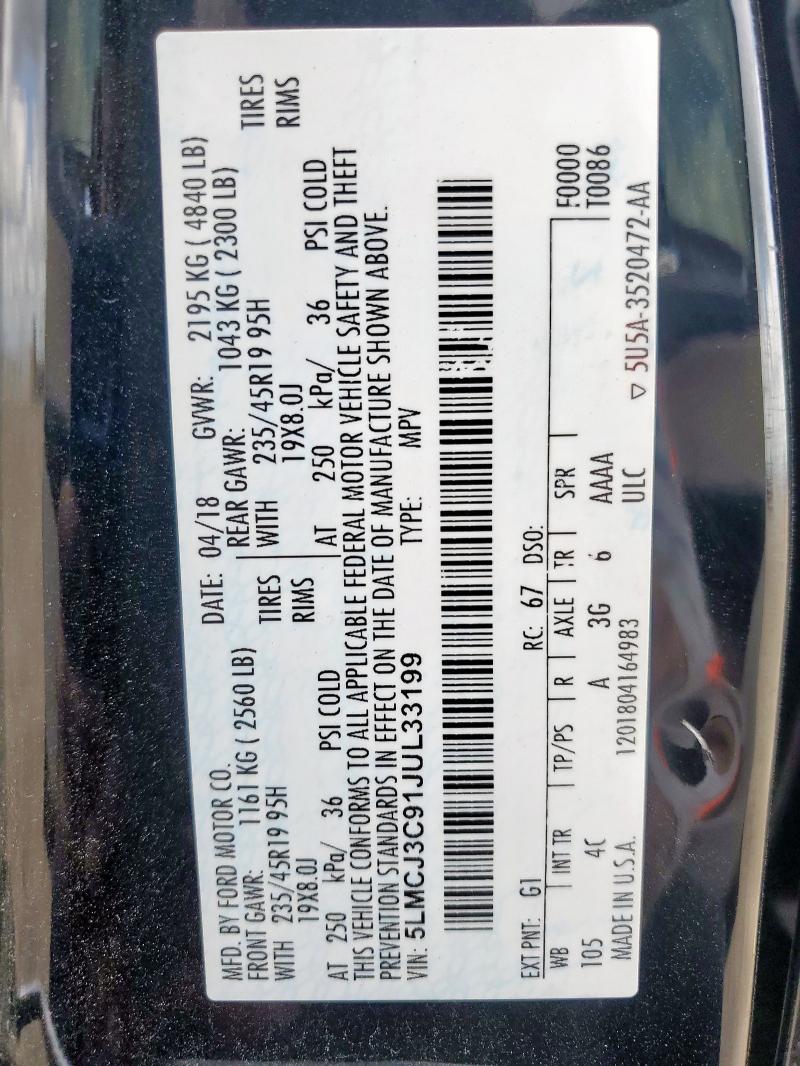 MFD. BY FORD MOTOR CO. DATE: 04/18 GVWR: 2195 KG ( 4840 LB)
FRONT GAWR: 1161 KG ( 2560 LB) REAR GAWR: 1043 KG ( 2300 LB)
WITH 235/45R19 95H TIRES WITH 235/45R19 95H TIRES
19X8.0J RIMS 19X8.0J RIMS
AT 250 kPa/ 36 PSI COLD AT 250 kPa/ 36 PSI COLD
THIS VEHICLE CONFORMS TO ALL APPLICABLE FEDERAL MOTOR VEHICLE SAFETY AND THEFT
PREVENTION STANDARDS IN EFFECT ON THE DATE OF MANUFACTURE SHOWN ABOVE.
VIN: 5LMCJ3C91JUL33199 TYPE: MPV
EXT PNT: G1 RC: 67 DSO: F0000
WB INT TR TP/PS R AXLE TR SPR T0086
105 4C A 3G 6 AAAA
MADE IN U.S.A. 1201804164983 ULC ▽ 5U5A-3520472-AA